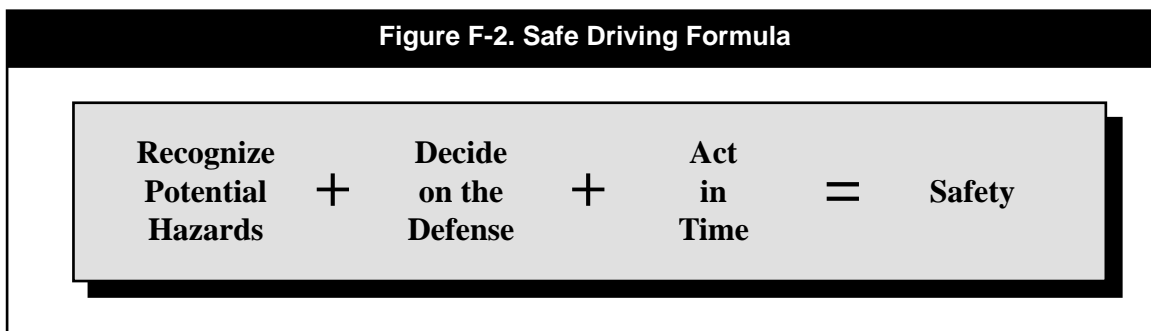 Figure F-2. Safe Driving Formula
Recognize
Potential
Hazards
+
Decide
on the
Defense
+
Act
in
Time
=
Safety